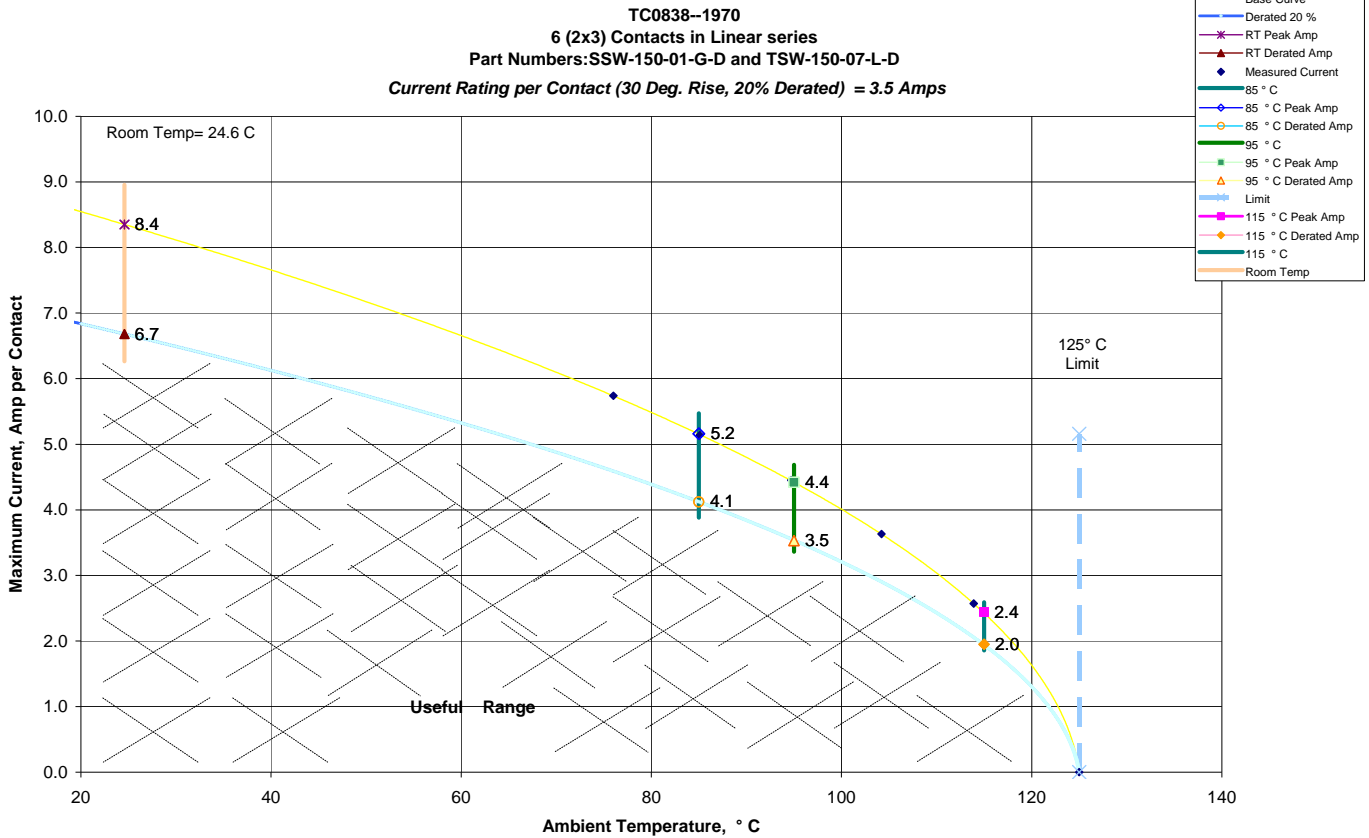 TC0838--1970
6 (2x3) Contacts in Linear series
Part Numbers:SSW-150-01-G-D and TSW-150-07-L-D
Current Rating per Contact (30 Deg. Rise, 20% Derated) = 3.5 Amps
Base Curve
Derated 20 %
RT Peak Amp
RT Derated Amp
Measured Current
85 ° C
85 ° C Peak Amp
85 ° C Derated Amp
95 ° C
95 ° C Peak Amp
95 ° C Derated Amp
Limit
115 ° C Peak Amp
115 ° C Derated Amp
115 ° C
Room Temp
Room Temp= 24.6 C
10.0
9.0
8.0
7.0
6.0
5.0
4.0
3.0
2.0
1.0
0.0
Maximum Current, Amp per Contact
8.4
6.7
5.2
4.1
4.4
3.5
2.4
2.0
125° C
Limit
Useful Range
20
40
60
80
100
120
140
Ambient Temperature, ° C